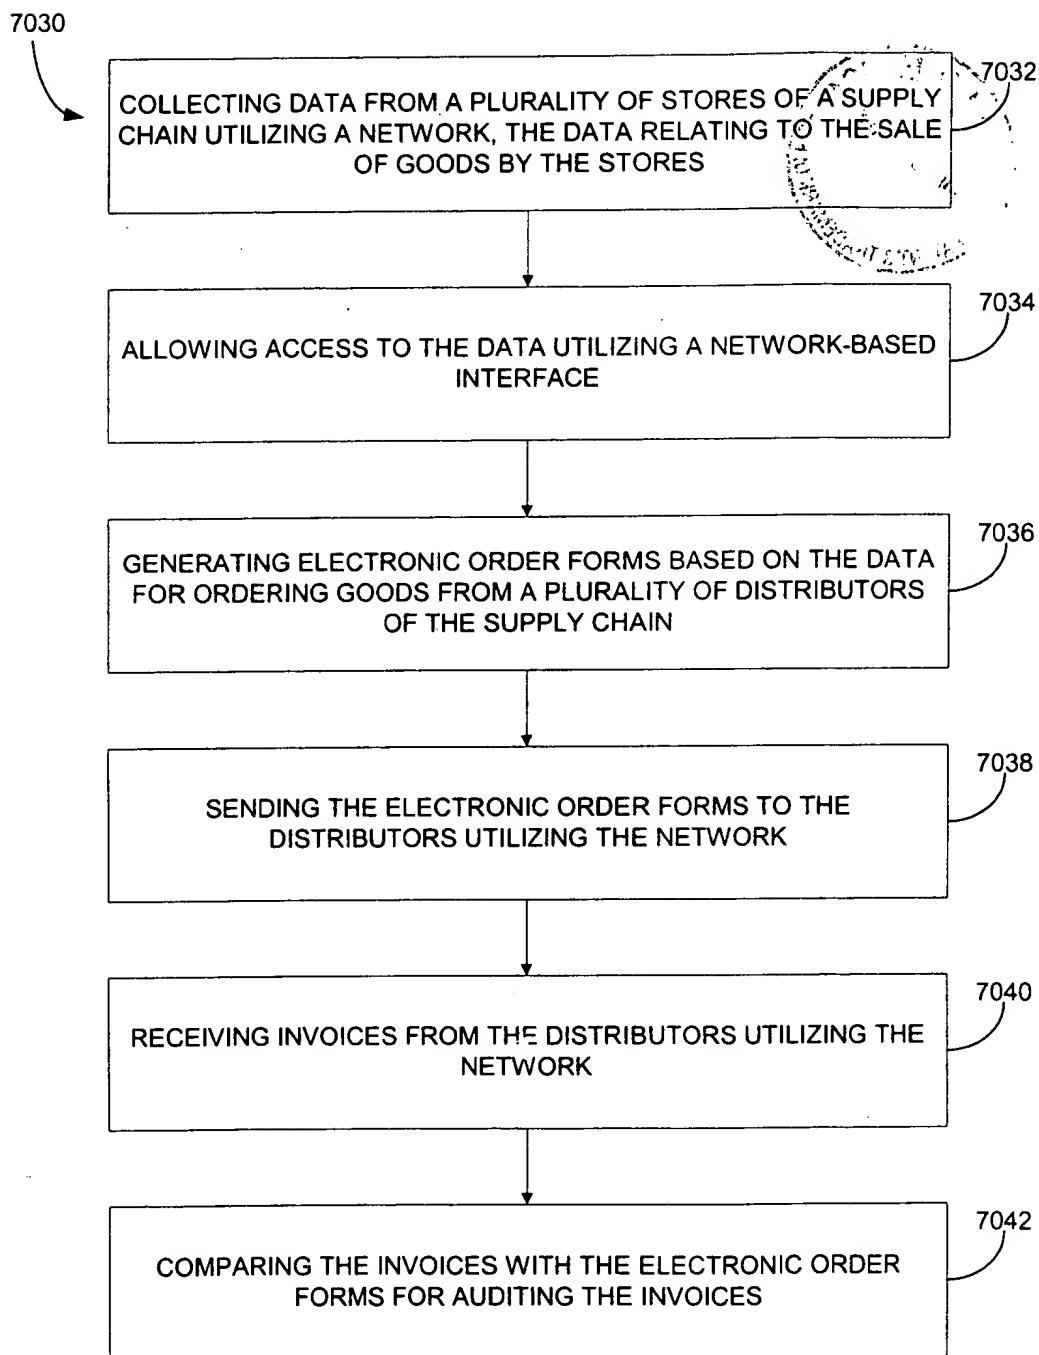 7030
7032
COLLECTING DATA FROM A PLURALITY OF STORES OF A SUPPLY
CHAIN UTILIZING A NETWORK, THE DATA RELATING TO THE SALE
OF GOODS BY THE STORES
7034
ALLOWING ACCESS TO THE DATA UTILIZING A NETWORK-BASED
INTERFACE
7036
GENERATING ELECTRONIC ORDER FORMS BASED ON THE DATA
FOR ORDERING GOODS FROM A PLURALITY OF DISTRIBUTORS
OF THE SUPPLY CHAIN
7038
SENDING THE ELECTRONIC ORDER FORMS TO THE
DISTRIBUTORS UTILIZING THE NETWORK
7040
RECEIVING INVOICES FROM THE DISTRIBUTORS UTILIZING THE
NETWORK
7042
COMPARING THE INVOICES WITH THE ELECTRONIC ORDER
FORMS FOR AUDITING THE INVOICES